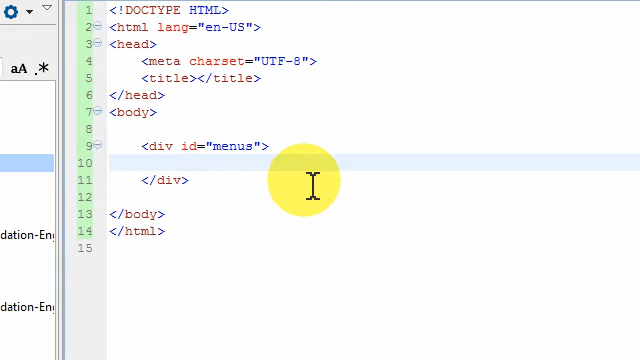 aA .*
1 <!DOCTYPE HTML>
2 <html lang="en-US">
3 <head>
4 <meta charset="UTF-8">
5 <title></title>
6 </head>
7 <body>
8
9 <div id="menus">
10
11 </div>
12
13 </body>
14 </html>
15
dation-En
dation-En